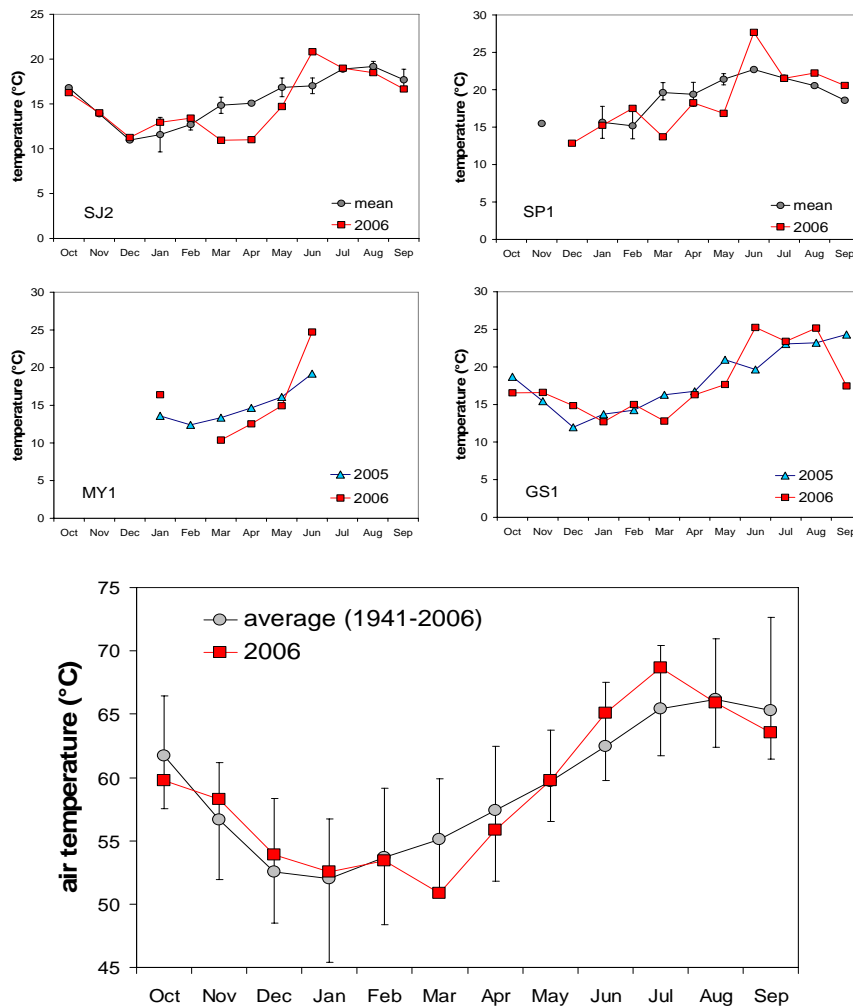 25
20
15
10
5
0
temperature (°C)
SJ2
mean
2006
Oct Nov Dec Jan Feb Mar Apr May Jun Jul Aug Sep
30
25
20
15
10
5
0
temperature (°C)
SP1
mean
2006
Oct Nov Dec Jan Feb Mar Apr May Jun Jul Aug Sep
30
25
20
15
10
5
0
temperature (°C)
MY1
2005
2006
Oct Nov Dec Jan Feb Mar Apr May Jun Jul Aug Sep
30
25
20
15
10
5
0
temperature (°C)
GS1
2005
2006
Oct Nov Dec Jan Feb Mar Apr May Jun Jul Aug Sep
75
70
65
60
55
50
45
air temperature (°C)
average (1941-2006)
2006
Oct Nov Dec Jan Feb Mar Apr May Jun Jul Aug Sep